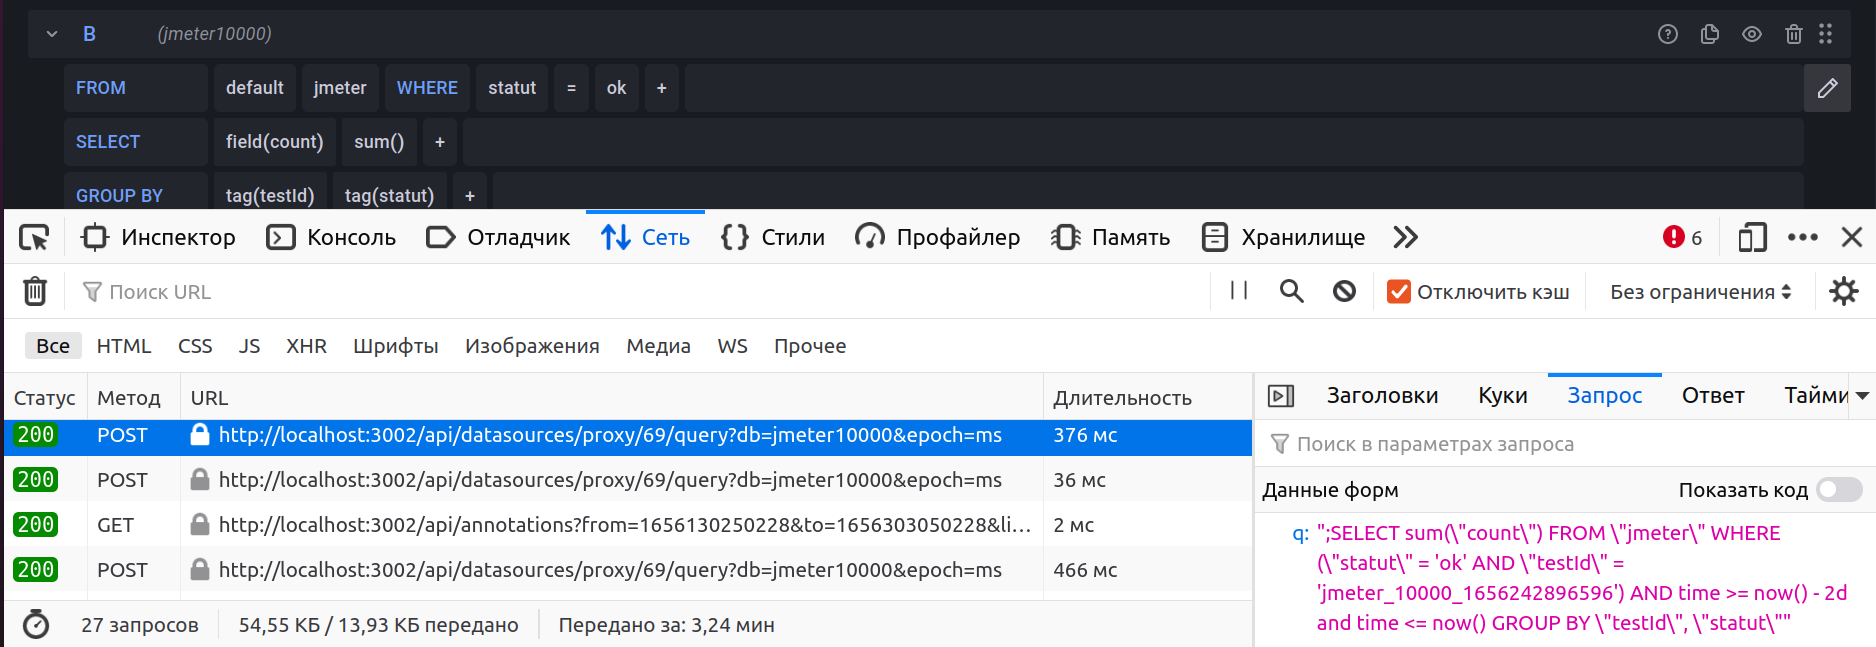 B (jmeter10000)
FROM default jmeter WHERE statut = ok +
SELECT field(count) sum() +
GROUP BY tag(testId) tag(statut) +
Инспектор Консоль Отладчик Сеть Стили Профайлер Память Хранилище 6
Поиск URL Отключить кэш Без ограничения
Все HTML CSS JS XHR Шрифты Изображения Медиа WS Прочее
Статус Метод URL Длительность
200 POST http://localhost:3002/api/datasources/proxy/69/query?db=jmeter10000&epoch=ms 376 мс
200 POST http://localhost:3002/api/datasources/proxy/69/query?db=jmeter10000&epoch=ms 36 мс
200 GET http://localhost:3002/api/annotations?from=1656130250228&to=1656303050228&li... 2 мс
200 POST http://localhost:3002/api/datasources/proxy/69/query?db=jmeter10000&epoch=ms 466 мс
27 запросов 54,55 КБ / 13,93 КБ передано Передано за: 3,24 мин
Заголовки Куки Запрос Ответ Тайми
Поиск в параметрах запроса
Данные форм Показать код
q: ";SELECT sum(\"count\") FROM \"jmeter\" WHERE
(\"statut\" = 'ok' AND \"testId\" =
'jmeter_10000_1656242896596') AND time >= now() - 2d
and time <= now() GROUP BY \"testId\", \"statut\""